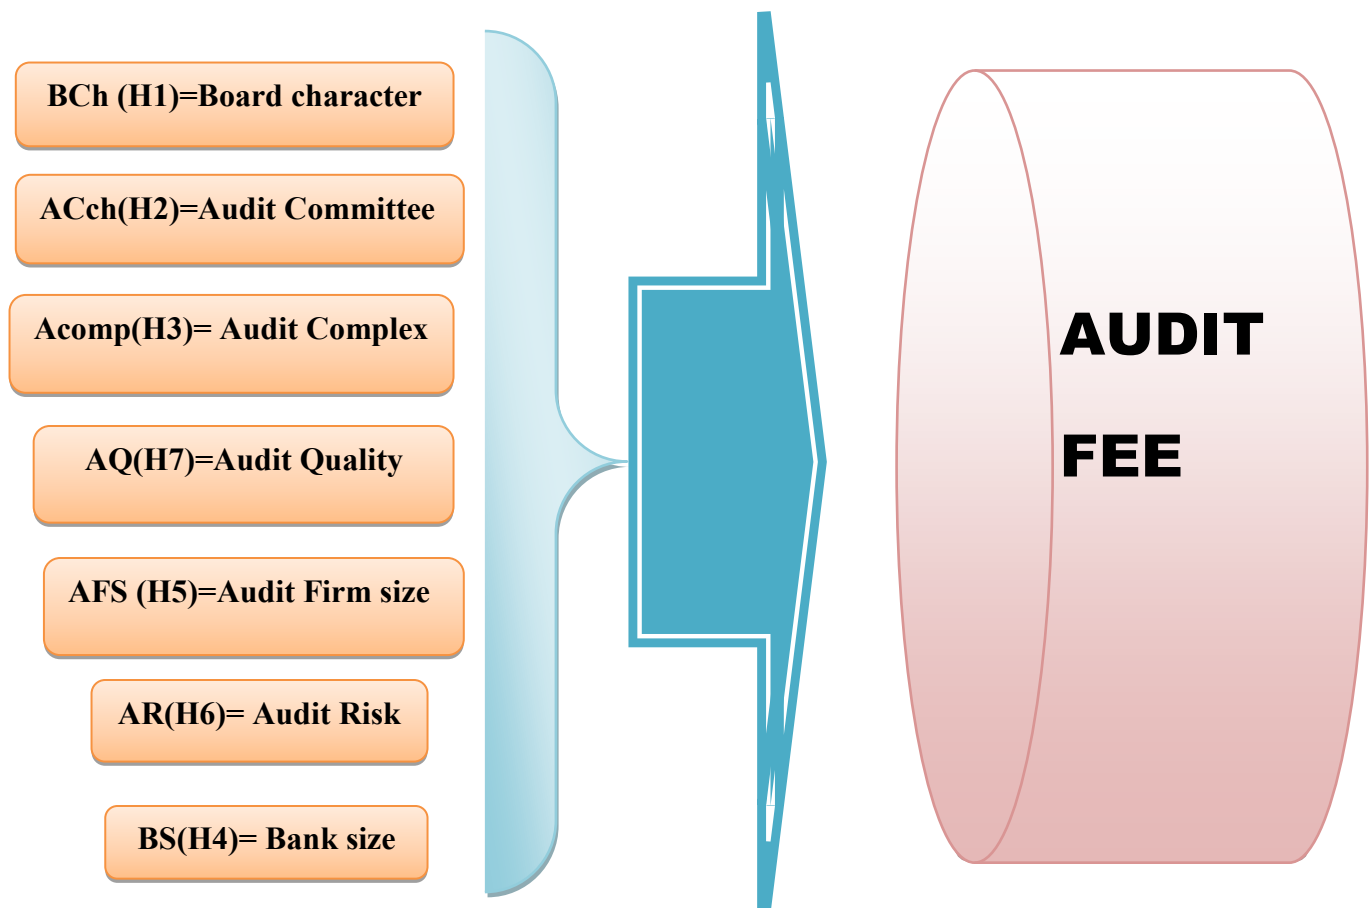 BCh (H1)=Board character
ACch(H2)=Audit Committee
Acomp(H3)= Audit Complex
AQ(H7)=Audit Quality
AFS (H5)=Audit Firm size
AR(H6)= Audit Risk
BS(H4)= Bank size
AUDIT
FEE